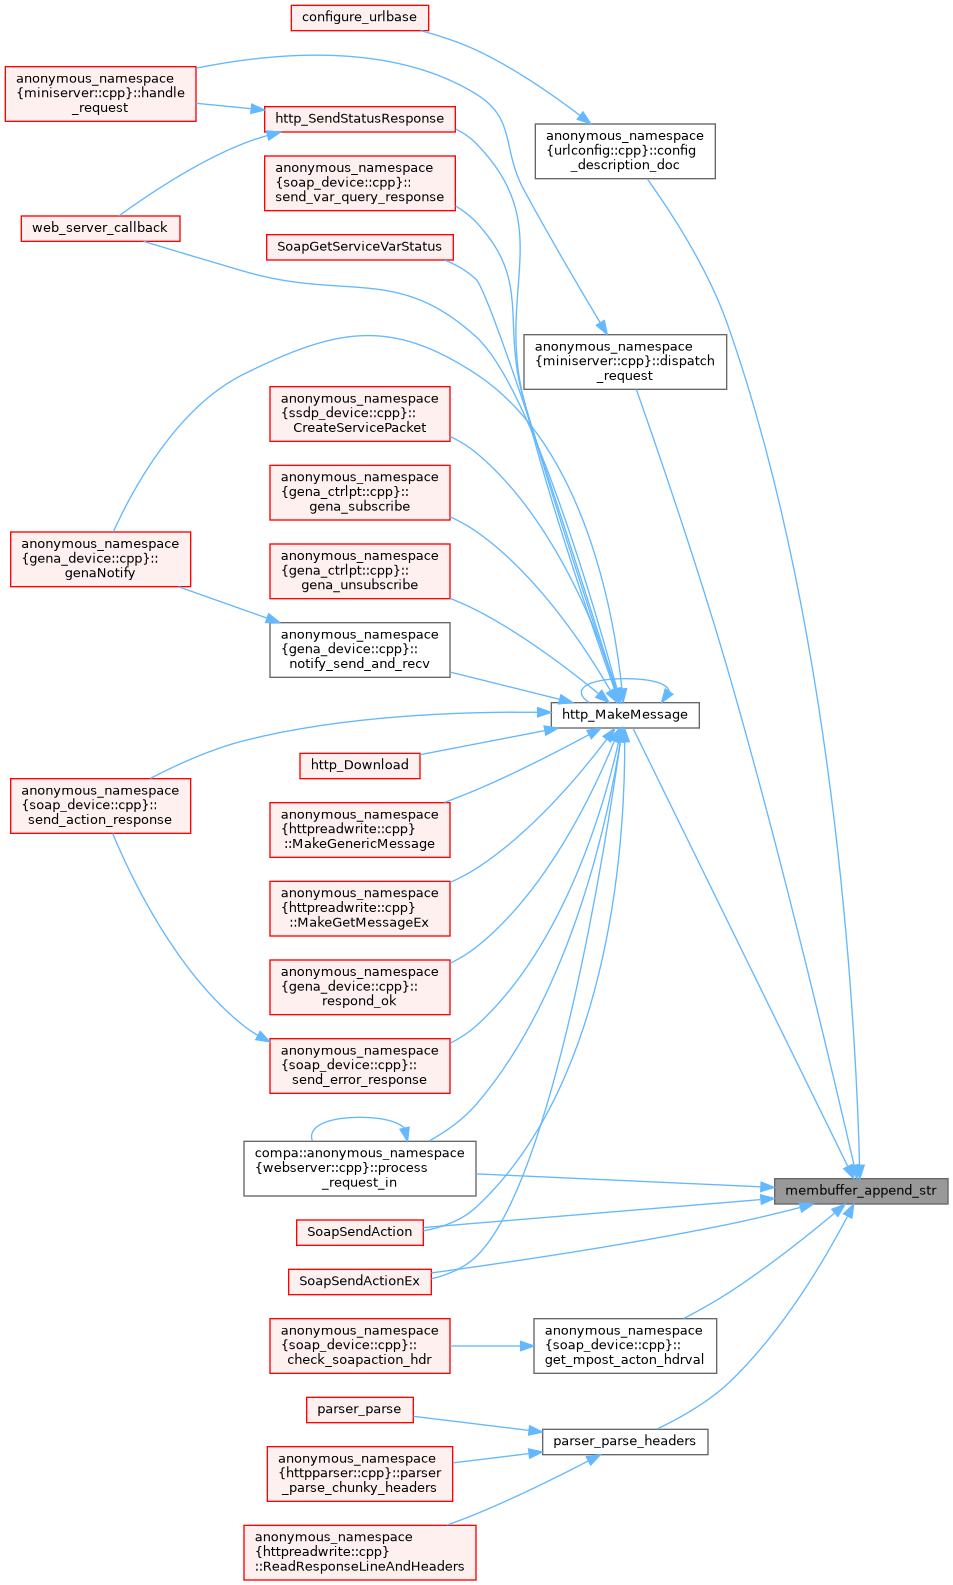 configure_urlbase
anonymous_namespace
{miniserver::cpp}::handle
_request
http_SendStatusResponse
anonymous_namespace
{urlconfig::cpp}::config
_description_doc
anonymous_namespace
{soap_device::cpp}::
send_var_query_response
web_server_callback
SoapGetServiceVarStatus
anonymous_namespace
{miniserver::cpp}::dispatch
_request
anonymous_namespace
{ssdp_device::cpp}::
CreateServicePacket
anonymous_namespace
{gena_ctrlpt::cpp}::
gena_subscribe
anonymous_namespace
{gena_device::cpp}::
genaNotify
anonymous_namespace
{gena_ctrlpt::cpp}::
gena_unsubscribe
anonymous_namespace
{gena_device::cpp}::
notify_send_and_recv
http_MakeMessage
http_Download
anonymous_namespace
{soap_device::cpp}::
send_action_response
anonymous_namespace
{httpreadwrite::cpp}
::MakeGenericMessage
anonymous_namespace
{httpreadwrite::cpp}
::MakeGetMessageEx
anonymous_namespace
{gena_device::cpp}::
respond_ok
anonymous_namespace
{soap_device::cpp}::
send_error_response
compa::anonymous_namespace
{webserver::cpp}::process
_request_in
membuffer_append_str
SoapSendAction
SoapSendActionEx
anonymous_namespace
{soap_device::cpp}::
check_soapaction_hdr
anonymous_namespace
{soap_device::cpp}::
get_mpost_acton_hdrval
parser_parse
parser_parse_headers
anonymous_namespace
{httpparser::cpp}::parser
_parse_chunky_headers
anonymous_namespace
{httpreadwrite::cpp}
::ReadResponseLineAndHeaders